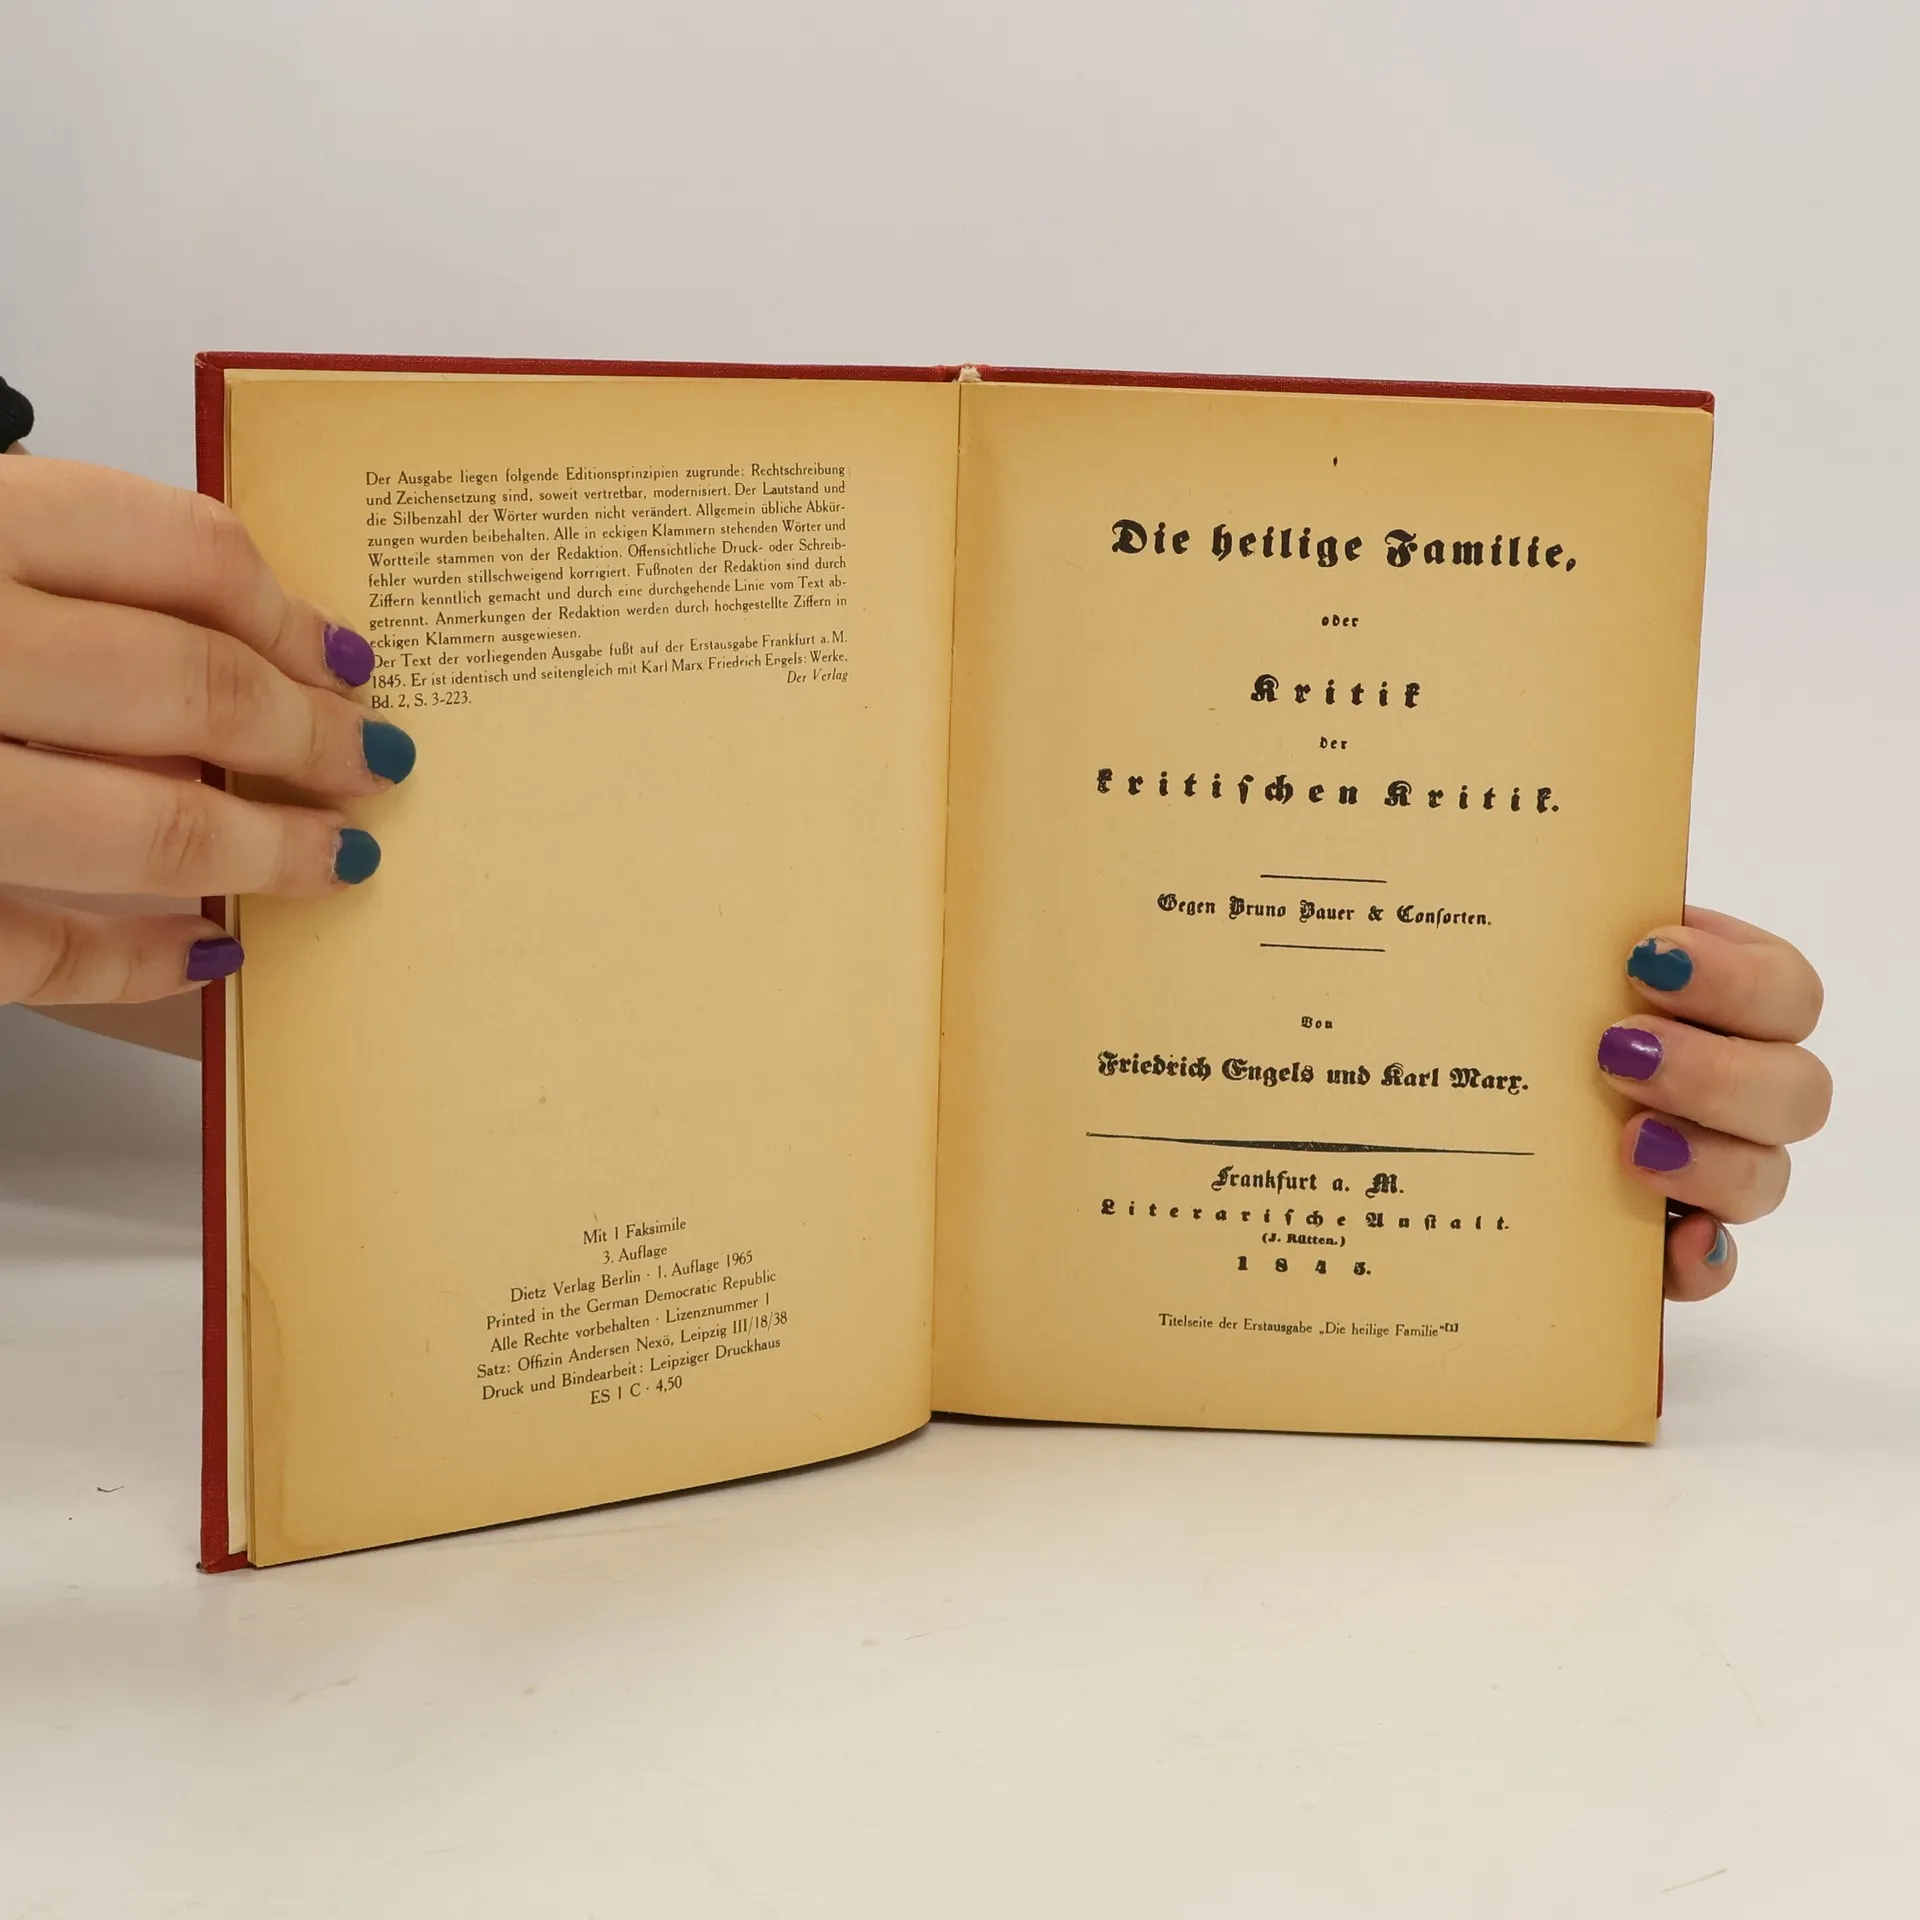 Der Ausgabe liegen folgende Editionsprinzipien zugrunde: Rechtschreibung
und Zeichensetzung sind, soweit vertretbar, modernisiert. Der Lautstand und
die Silbenzahl der Wörter wurden nicht verändert. Allgemein übliche Abkür-
zungen wurden beibehalten. Alle in eckigen Klammern stehenden Wörter und
Wortteile stammen von der Redaktion. Offensichtliche Druck- oder Schreib-
fehler wurden stillschweigend korrigiert. Fußnoten der Redaktion sind durch
Ziffern kenntlich gemacht und durch eine durchgehende Linie vom Text ab-
getrennt. Anmerkungen der Redaktion werden durch hochgestellte Ziffern in
eckigen Klammern ausgewiesen.
Der Text der vorliegenden Ausgabe fußt auf der Erstausgabe Frankfurt a. M.
1845. Er ist identisch und seitengleich mit Karl Marx Friedrich Engels: Werke,
Bd. 2, S. 3-223.
Der Verlag
Mit 1 Faksimile
3. Auflage
Dietz Verlag Berlin · 1. Auflage 1965
Printed in the German Democratic Republic
Alle Rechte vorbehalten · Lizenznummer 1
Satz: Offizin Andersen Nexö, Leipzig III/18/38
Druck und Bindearbeit: Leipziger Druckhaus
ES 1 C · 4,50
Die heilige Familie,
oder
Kritik
der
kritischen Kritik.
Gegen Bruno Bauer & Consorten.
Von
Friedrich Engels und Karl Marx.
Frankfurt a. M.
Literarische Anstalt.
(J. Rütten.)
1845.
Titelseite der Erstausgabe „Die heilige Familie"[1]